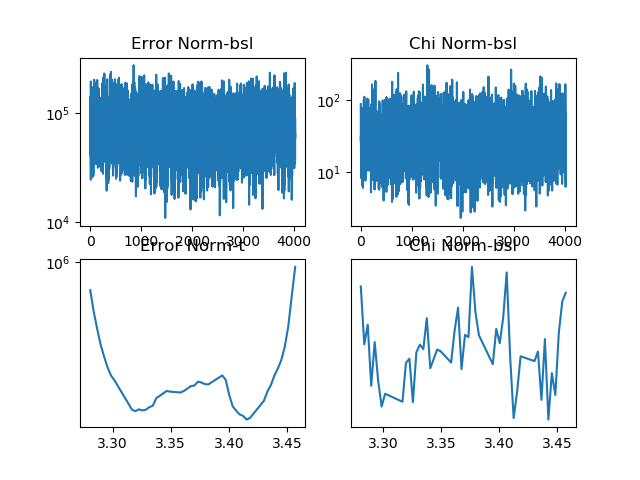 Error Norm-bsl
Chi Norm-bsl
10^5
10^4
0 1000 2000 3000 4000
10^2
10^1
0 1000 2000 3000 4000
Error Norm-t
Chi Norm-bsl
10^6
3.30 3.35 3.40 3.45
3.30 3.35 3.40 3.45